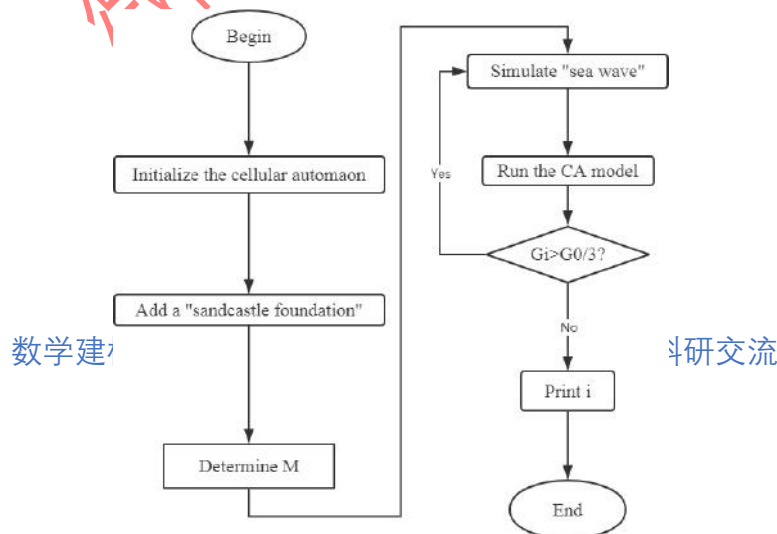 Begin
Initialize the cellular automaon
Add a "sandcastle foundation"
Determine M
Simulate "sea wave"
Run the CA model
Yes
Gi>G0/3?
No
Print i
End
数学建
研交流